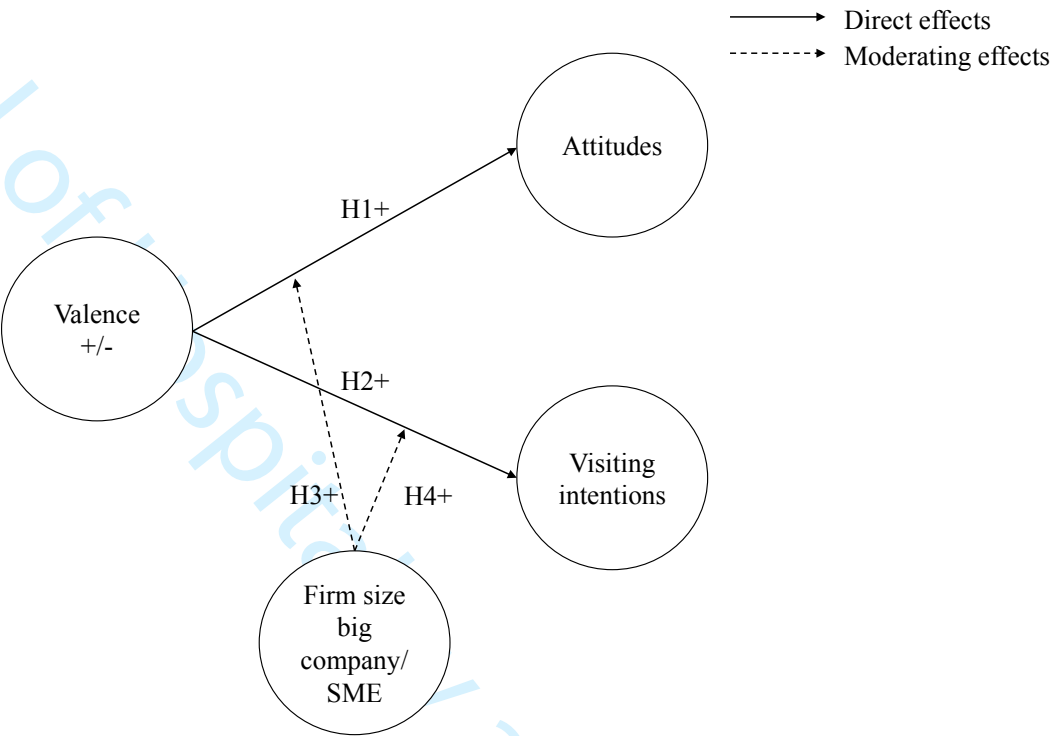 Direct effects
Moderating effects
Attitudes
H1+
Valence
+/-
H2+
Visiting
intentions
H3+
H4+
Firm size
big
company/
SME